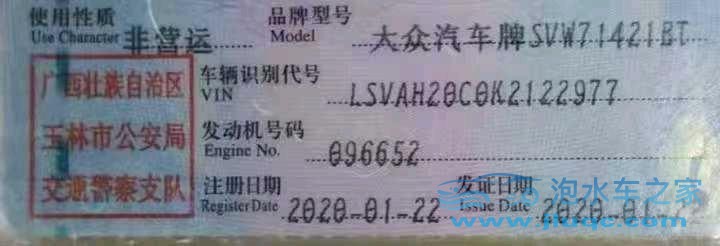 使用性质 品牌型号
Use Character 非营运 Model 大众汽车牌SVW71421BT
广西壮族自治区 车辆识别代号
VIN LSVAH20C0K2122977
玉林市公安局 发动机号码
Engine No. 096652
交通警察支队 注册日期 发证日期
Register Date 2020-01-22 Issue Date 2020-01
泡水车之家